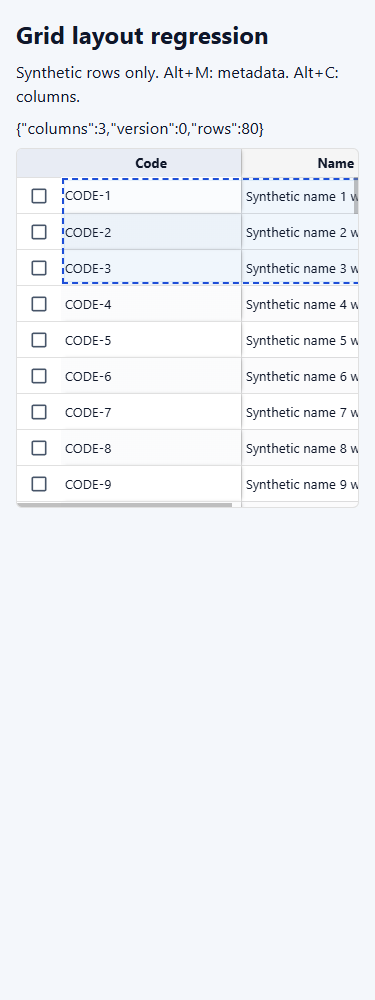 Grid layout regression
Synthetic rows only. Alt+M: metadata. Alt+C:
columns.
{"columns":3,"version":0,"rows":80}
Code Name
CODE-1 Synthetic name 1 w
CODE-2 Synthetic name 2 w
CODE-3 Synthetic name 3 w
CODE-4 Synthetic name 4 w
CODE-5 Synthetic name 5 w
CODE-6 Synthetic name 6 w
CODE-7 Synthetic name 7 w
CODE-8 Synthetic name 8 w
CODE-9 Synthetic name 9 w